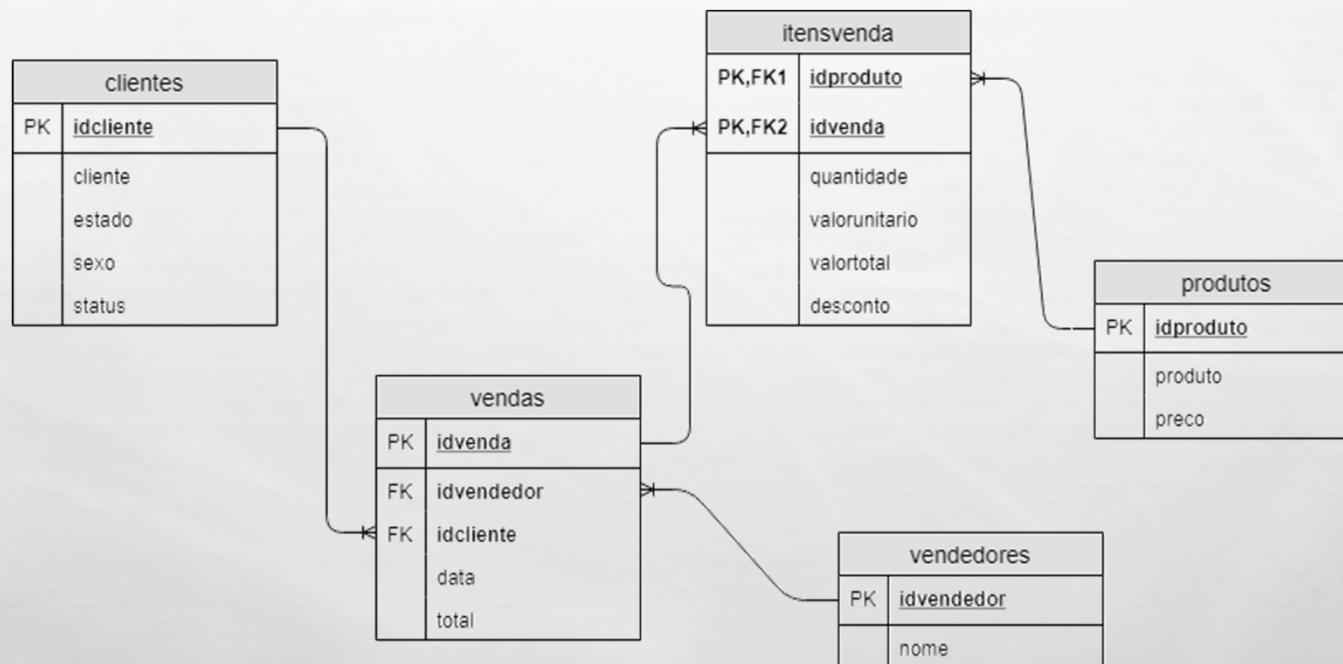 clientes
PK idcliente
cliente
estado
sexo
status
itensvenda
PK,FK1 idproduto
PK,FK2 idvenda
quantidade
valorunitario
valortotal
desconto
produtos
PK idproduto
produto
preco
vendas
PK idvenda
FK idvendedor
FK idcliente
data
total
vendedores
PK idvendedor
nome